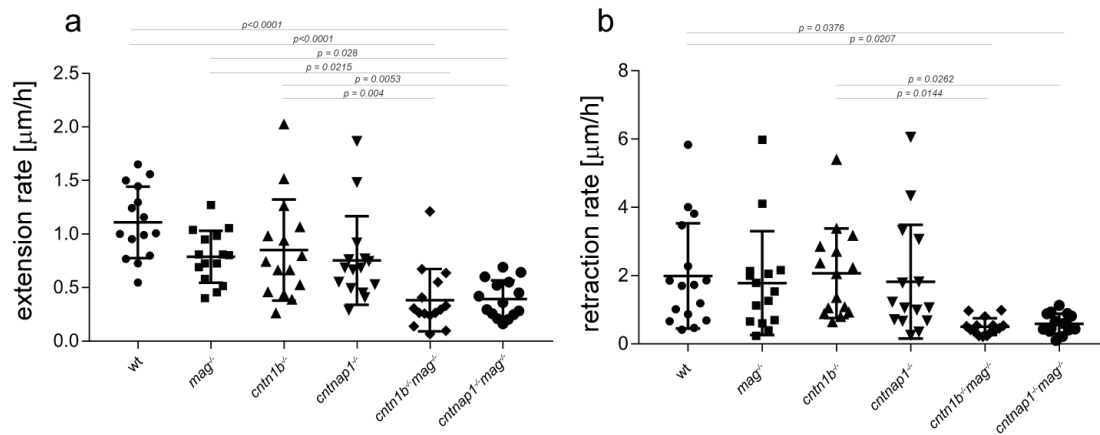 a
p<0.0001
p<0.0001
p = 0.028
p = 0.0215
p = 0.0053
p = 0.004
extension rate [µm/h]
2.5
2.0
1.5
1.0
0.5
0.0
wt
mag-/-
cntn1b-/-
cntnap1-/-
cntn1b-/-mag-/-
cntnap1-/-mag-/-
b
p = 0.0376
p = 0.0207
p = 0.0262
p = 0.0144
retraction rate [µm/h]
8
6
4
2
0
wt
mag-/-
cntn1b-/-
cntnap1-/-
cntn1b-/-mag-/-
cntnap1-/-mag-/-